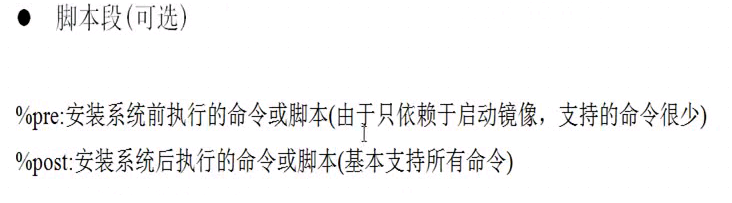 ● 脚本段(可选)
%pre:安装系统前执行的命令或脚本(由于只依赖于启动镜像，支持的命令很少)
%post:安装系统后执行的命令或脚本(基本支持所有命令)